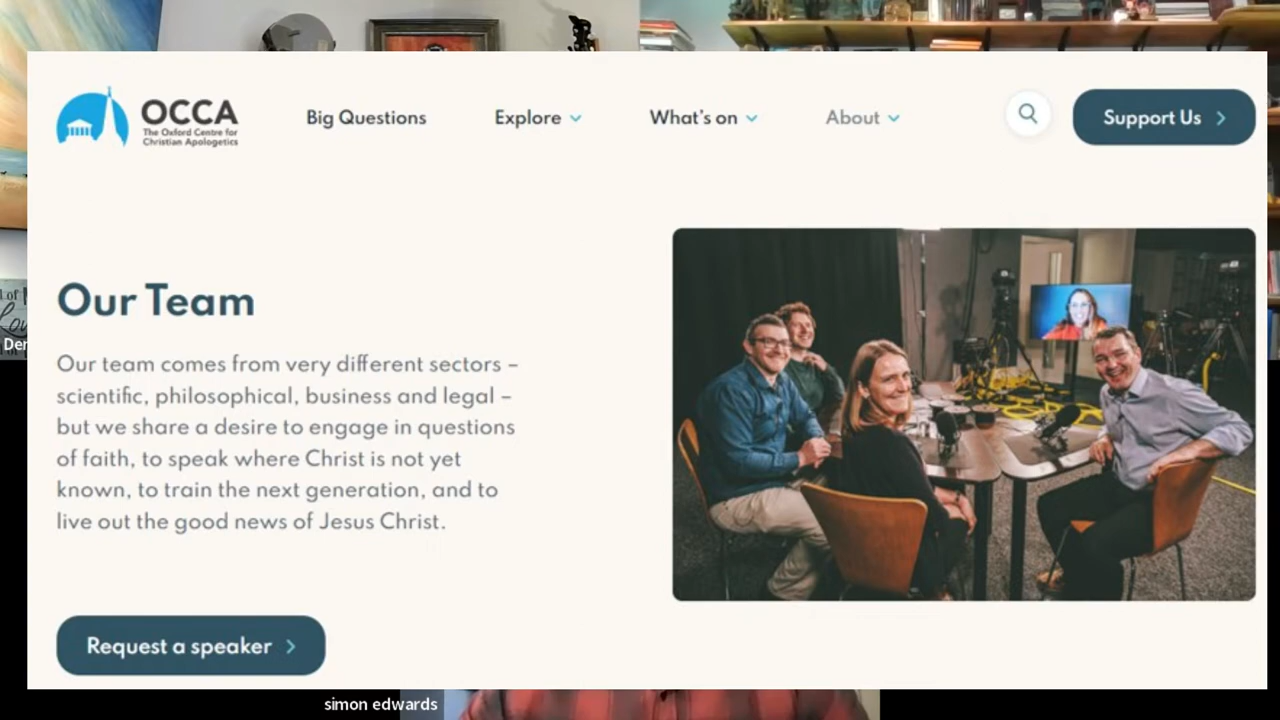 OCCA
The Oxford Centre for
Christian Apologetics
Big Questions
Explore
What's on
About
Support Us
Our Team
Our team comes from very different sectors –
scientific, philosophical, business and legal –
but we share a desire to engage in questions
of faith, to speak where Christ is not yet
known, to train the next generation, and to
live out the good news of Jesus Christ.
Request a speaker
simon edwards